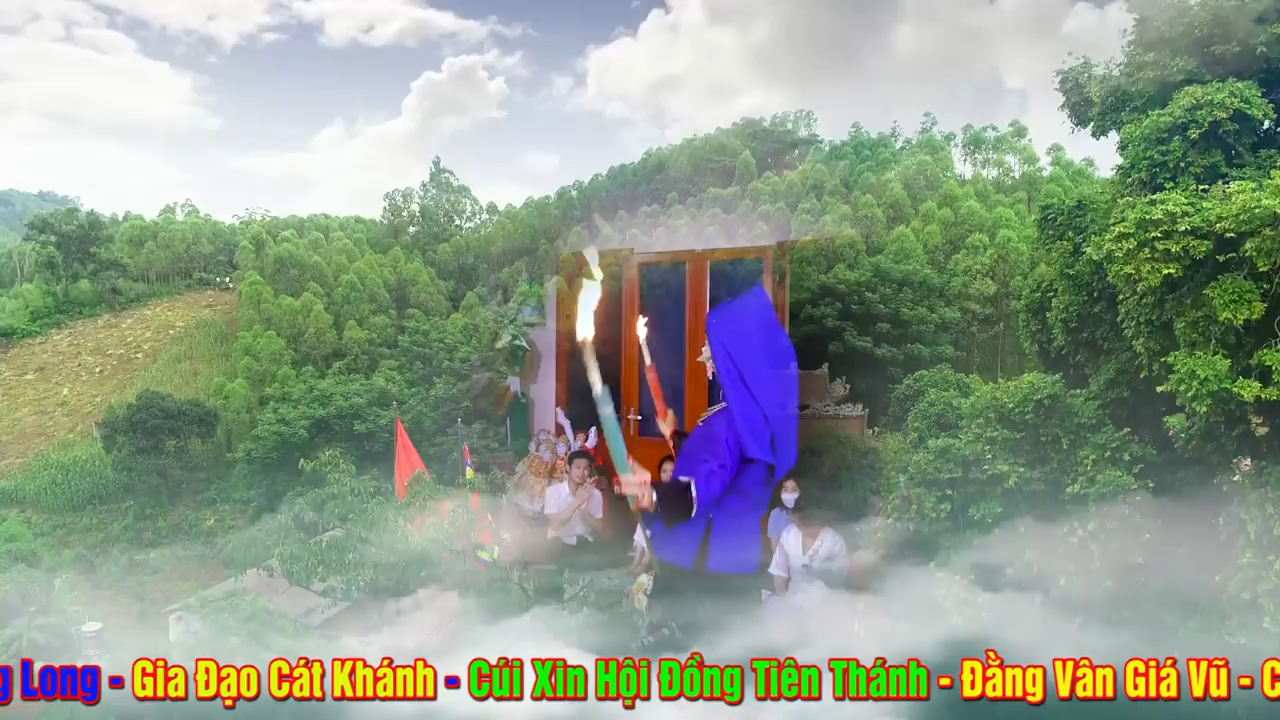 g Long - Gia Đạo Cát Khánh - Cúi Xin Hội Đồng Tiên Thánh - Đằng Vân Giá Vũ - C